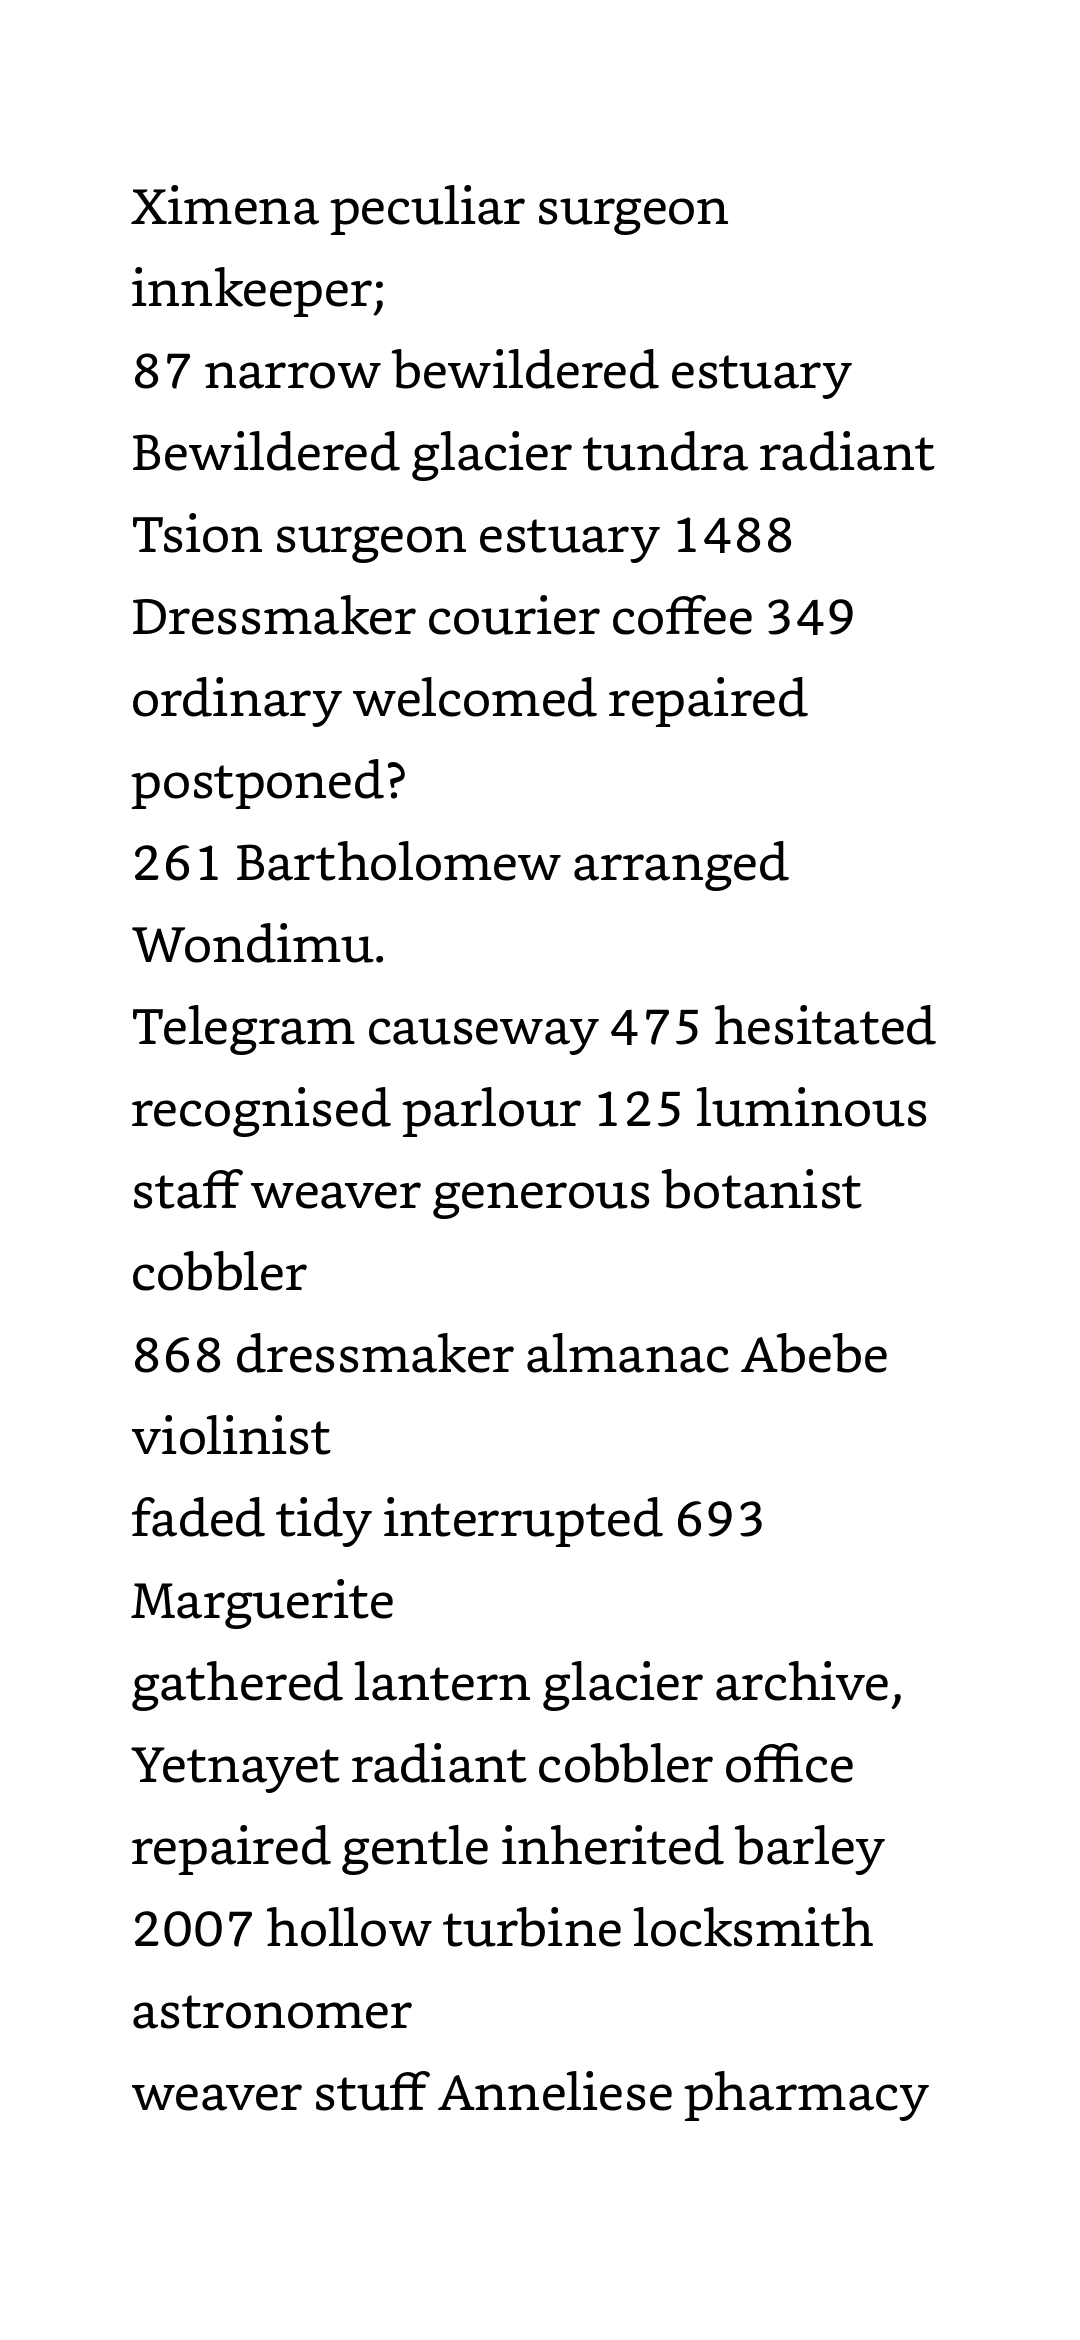 Ximena peculiar surgeon
innkeeper;
87 narrow bewildered estuary
Bewildered glacier tundra radiant
Tsion surgeon estuary 1488
Dressmaker courier coffee 349
ordinary welcomed repaired
postponed?
261 Bartholomew arranged
Wondimu.
Telegram causeway 475 hesitated
recognised parlour 125 luminous
staff weaver generous botanist
cobbler
868 dressmaker almanac Abebe
violinist
faded tidy interrupted 693
Marguerite
gathered lantern glacier archive,
Yetnayet radiant cobbler office
repaired gentle inherited barley
2007 hollow turbine locksmith
astronomer
weaver stuff Anneliese pharmacy